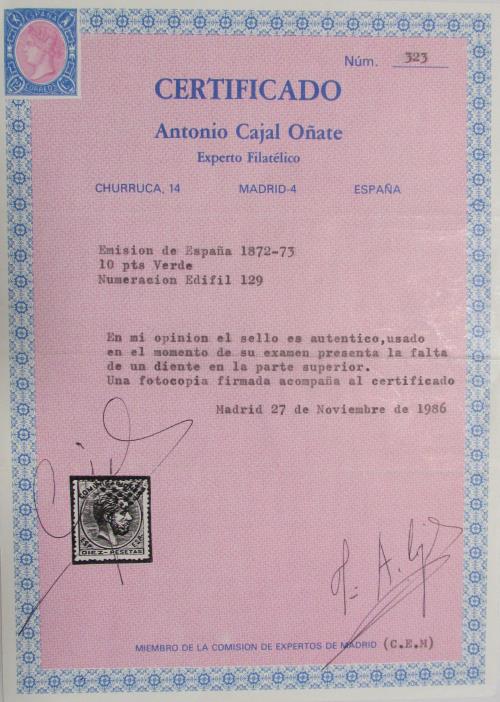 ESPAÑA
CORREOS
Núm. 323
CERTIFICADO
Antonio Cajal Oñate
Experto Filatélico
CHURRUCA, 14 MADRID-4 ESPAÑA
Emision de España 1872-73
10 pts Verde
Numeracion Edifil 129
En mi opinion el sello es autentico,usado
en el momento de su examen presenta la falta
de un diente en la parte superior.
Una fotocopia firmada acompaña al certificado
Madrid 27 de Noviembre de 1986
DIEZ - PESETAS
MIEMBRO DE LA COMISION DE EXPERTOS DE MADRID (C.E.M)